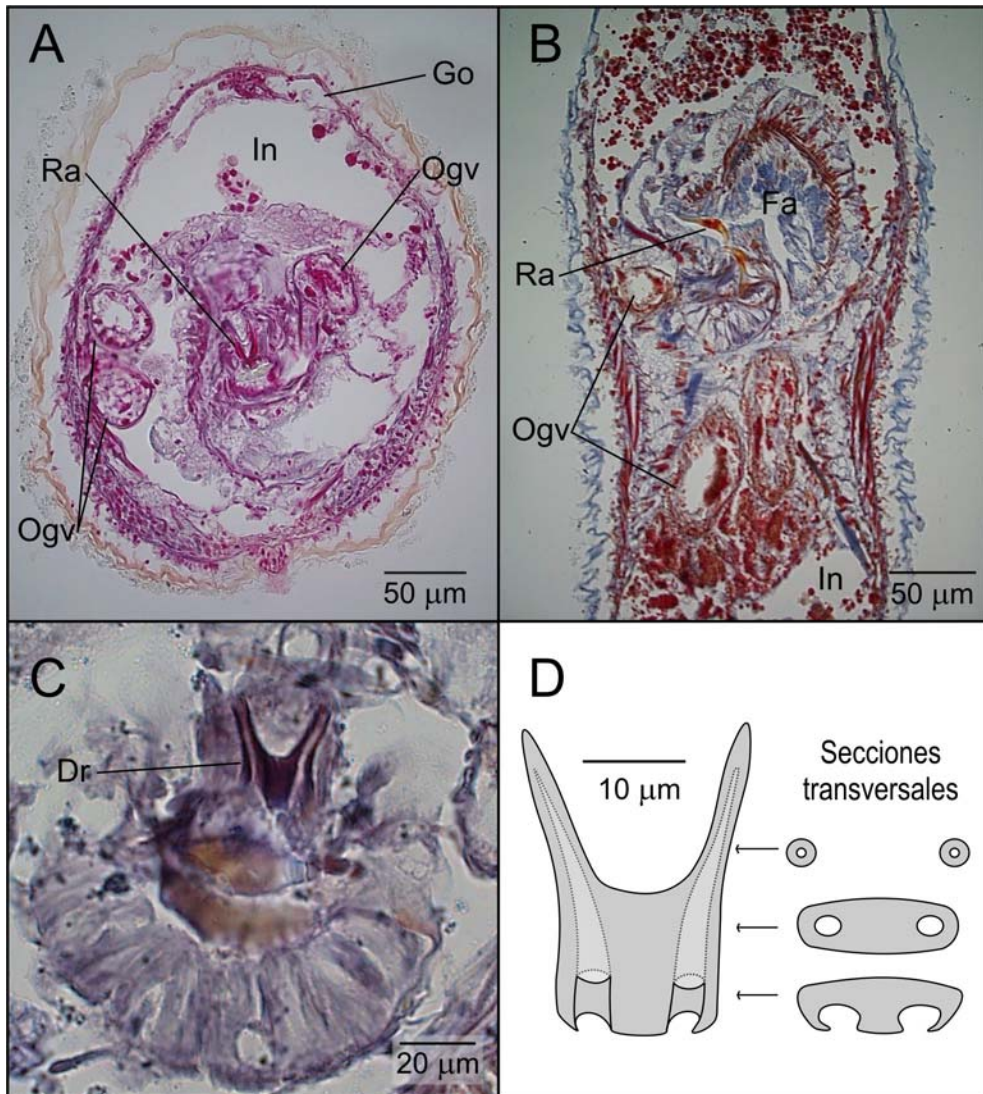 A
Go
In
Ra
Ogv
Ogv
50 µm
B
Fa
Ra
Ogv
In
50 µm
C
Dr
20 µm
D
10 µm
Secciones
transversales